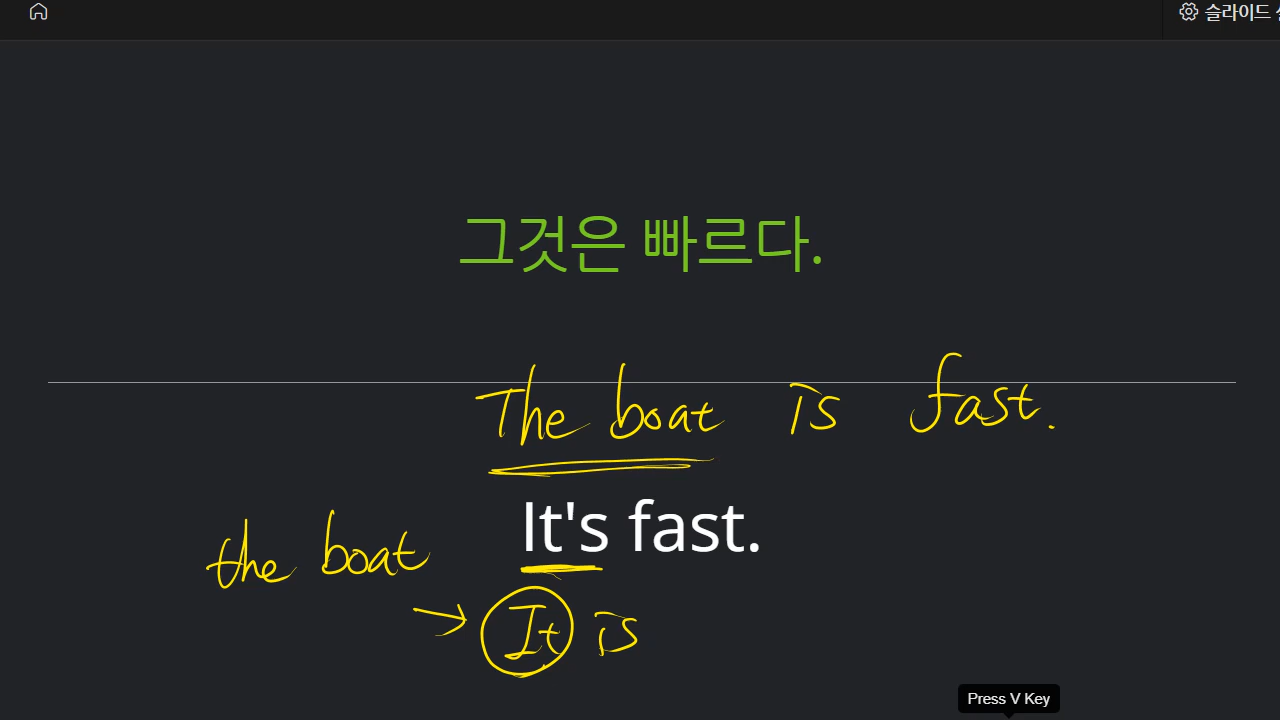 슬라이드
그것은 빠르다.
The boat is fast.
It's fast.
the boat
→ It is
Press V Key